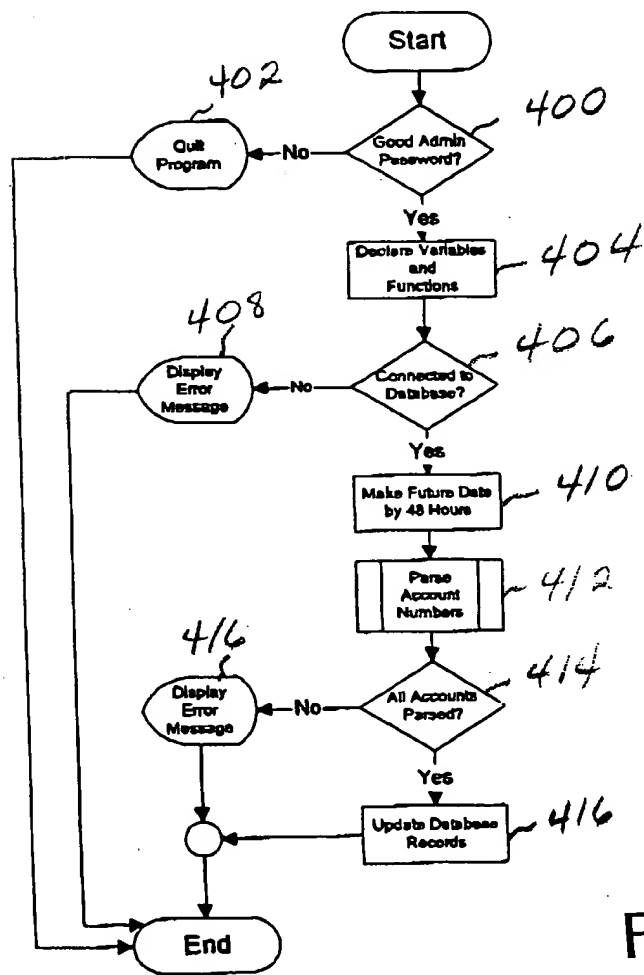 Start
402
400
Quit
Program
No
Good Admin
Password?
Yes
404
Declare Variables
and
Functions
408
406
Display
Error
Message
No
Connected to
Database?
Yes
Make Future Date
by 48 Hours
410
Parse
Account
Numbers
412
416
414
Display
Error
Message
No
All Accounts
Parsed?
Yes
Update Database
Records
416
End
F